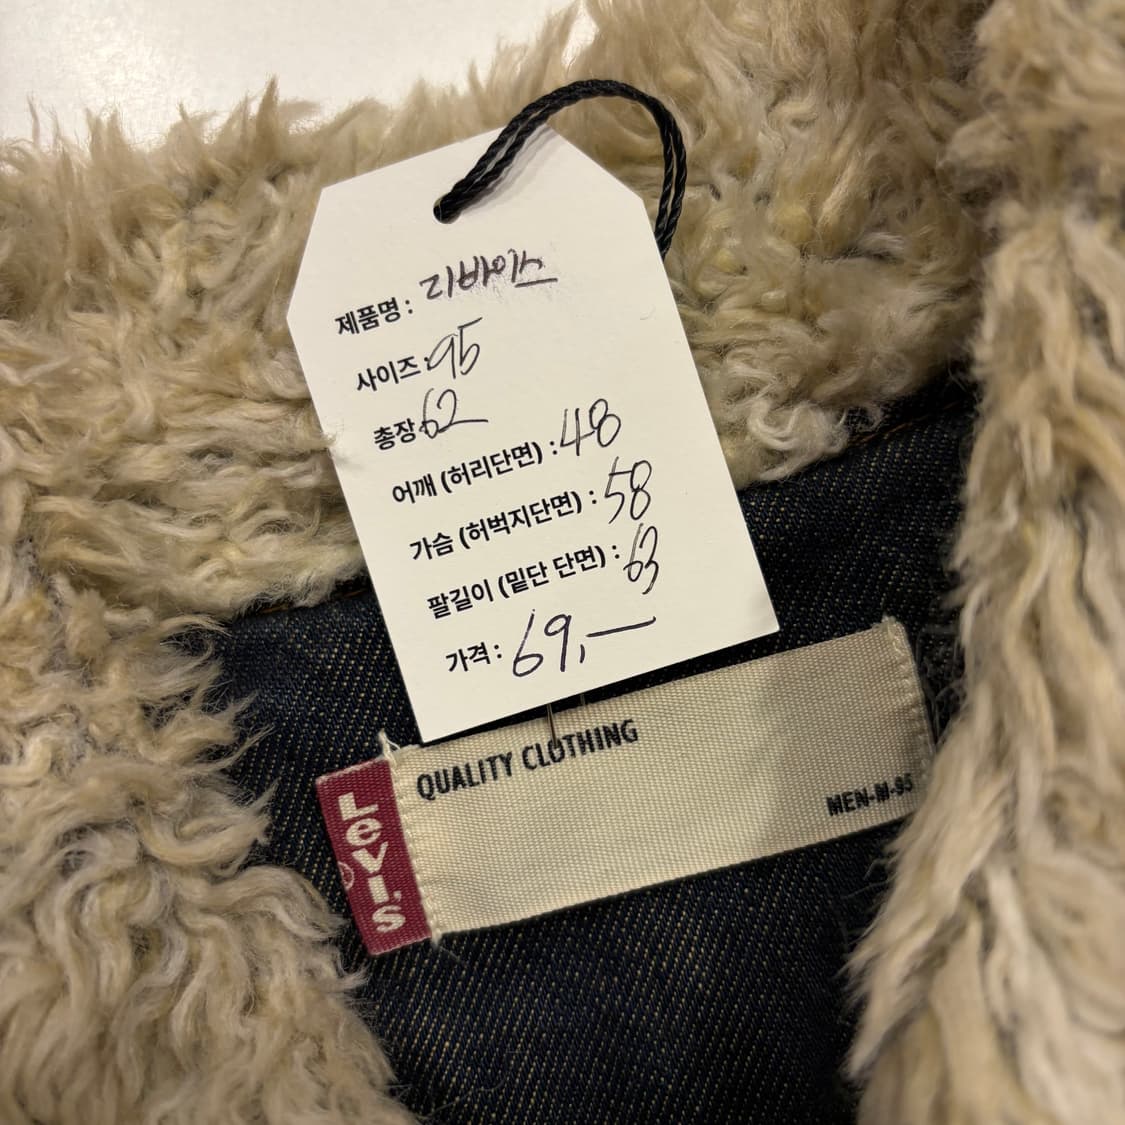 제품명 : 리바이스
사이즈 : 95
총장 62
어깨 (허리단면) : 48
가슴 (허벅지단면) : 58
팔길이 (밑단 단면) : 63
가격 : 69,—
QUALITY CLOTHING
MEN-M-95
Levi's